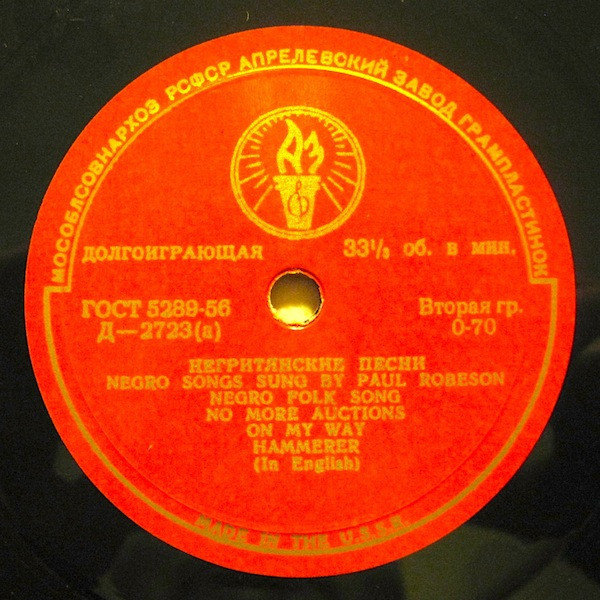 МОСОБЛСОВНАРХОЗ РСФСР АПРЕЛЕВСКИЙ ЗАВОД ГРАМПЛАСТИНОК
АЗ
ДОЛГОИГРАЮЩАЯ 33⅓ об. в мин.
ГОСТ 5289-56 Вторая гр.
Д—2723(а) 0-70
НЕГРИТЯНСКИЕ ПЕСНИ
NEGRO SONGS SUNG BY PAUL ROBESON
NEGRO FOLK SONG
NO MORE AUCTIONS
ON MY WAY
HAMMERER
(In English)
MADE IN THE U.S.S.R.